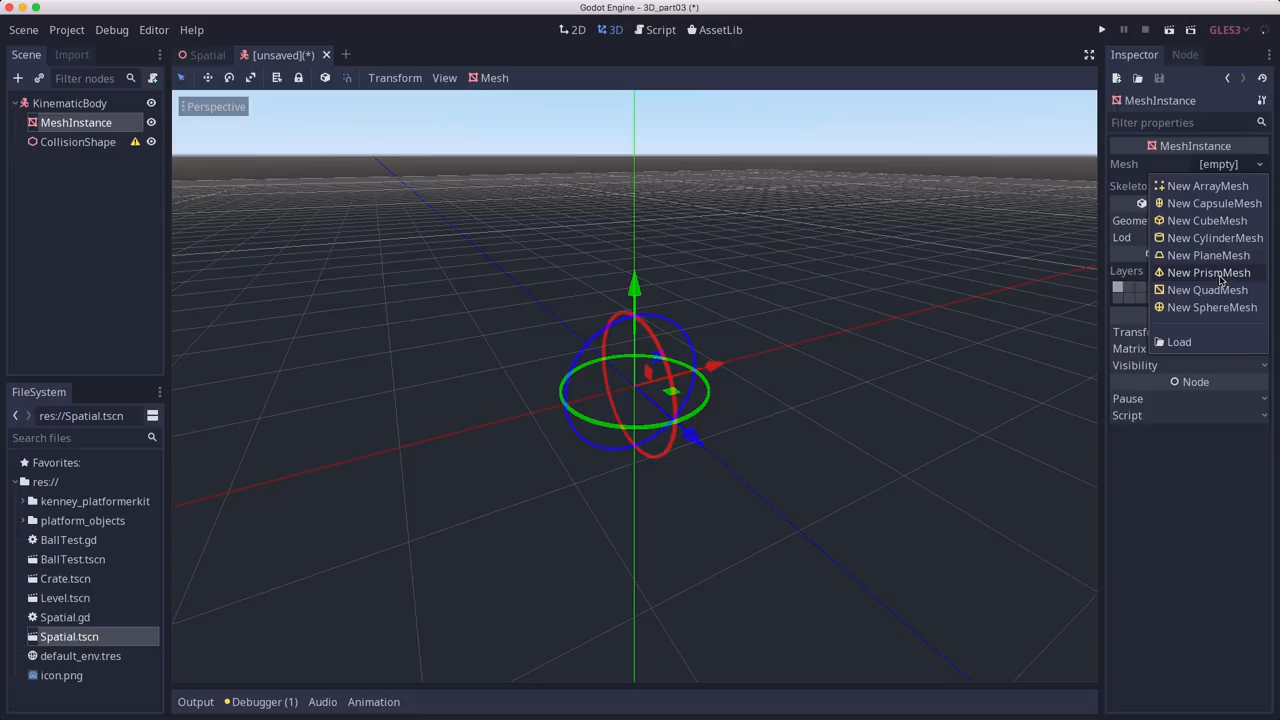 Godot Engine - 3D_part03 (*)
Scene Project Debug Editor Help
2D 3D Script AssetLib
GLES3
Scene Import
Filter nodes
KinematicBody
MeshInstance
CollisionShape
FileSystem
res://Spatial.tscn
Search files
Favorites:
res://
kenney_platformerkit
platform_objects
BallTest.gd
BallTest.tscn
Crate.tscn
Level.tscn
Spatial.gd
Spatial.tscn
default_env.tres
icon.png
Spatial [unsaved](*)
Transform View Mesh
Perspective
Output Debugger (1) Audio Animation
Inspector Node
MeshInstance
Filter properties
MeshInstance
Mesh [empty]
New ArrayMesh
New CapsuleMesh
New CubeMesh
New CylinderMesh
New PlaneMesh
New PrismMesh
New QuadMesh
New SphereMesh
Load
Skeleto
Geome
Lod
Layers
Transf
Matrix
Visibility
Node
Pause
Script